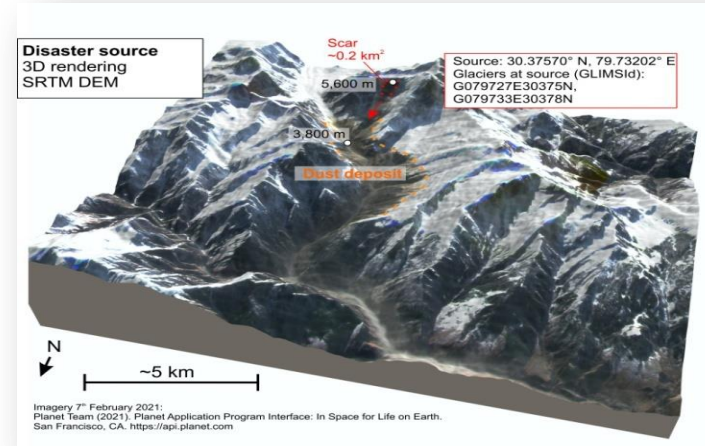 Disaster source
3D rendering
SRTM DEM
Scar
~0.2 km²
5,600 m
Source: 30.37570° N, 79.73202° E
Glaciers at source (GLIMSId):
G079727E30375N,
G079733E30378N
3,800 m
Dust deposit
N
~5 km
Imagery 7th February 2021:
Planet Team (2021). Planet Application Program Interface: In Space for Life on Earth.
San Francisco, CA. https://api.planet.com